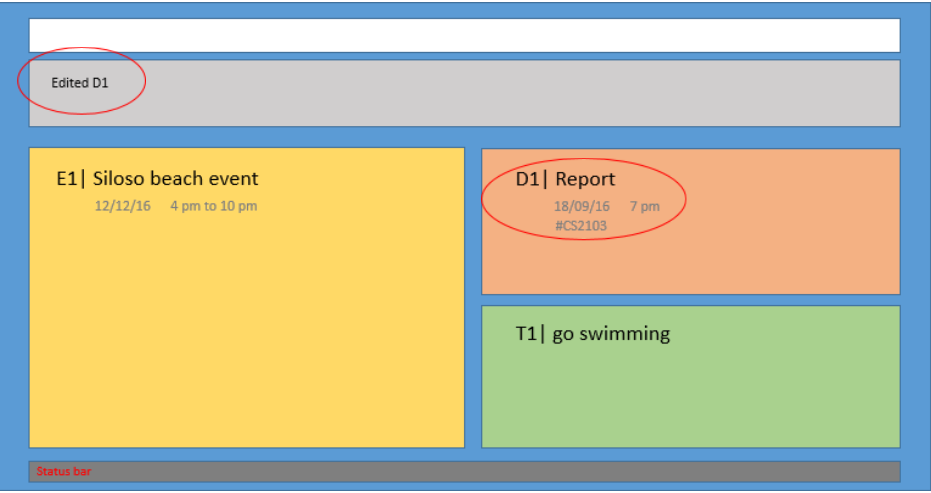 Edited D1
E1| Siloso beach event
12/12/16 4 pm to 10 pm
D1| Report
18/09/16 7 pm
#CS2103
T1| go swimming
Status bar